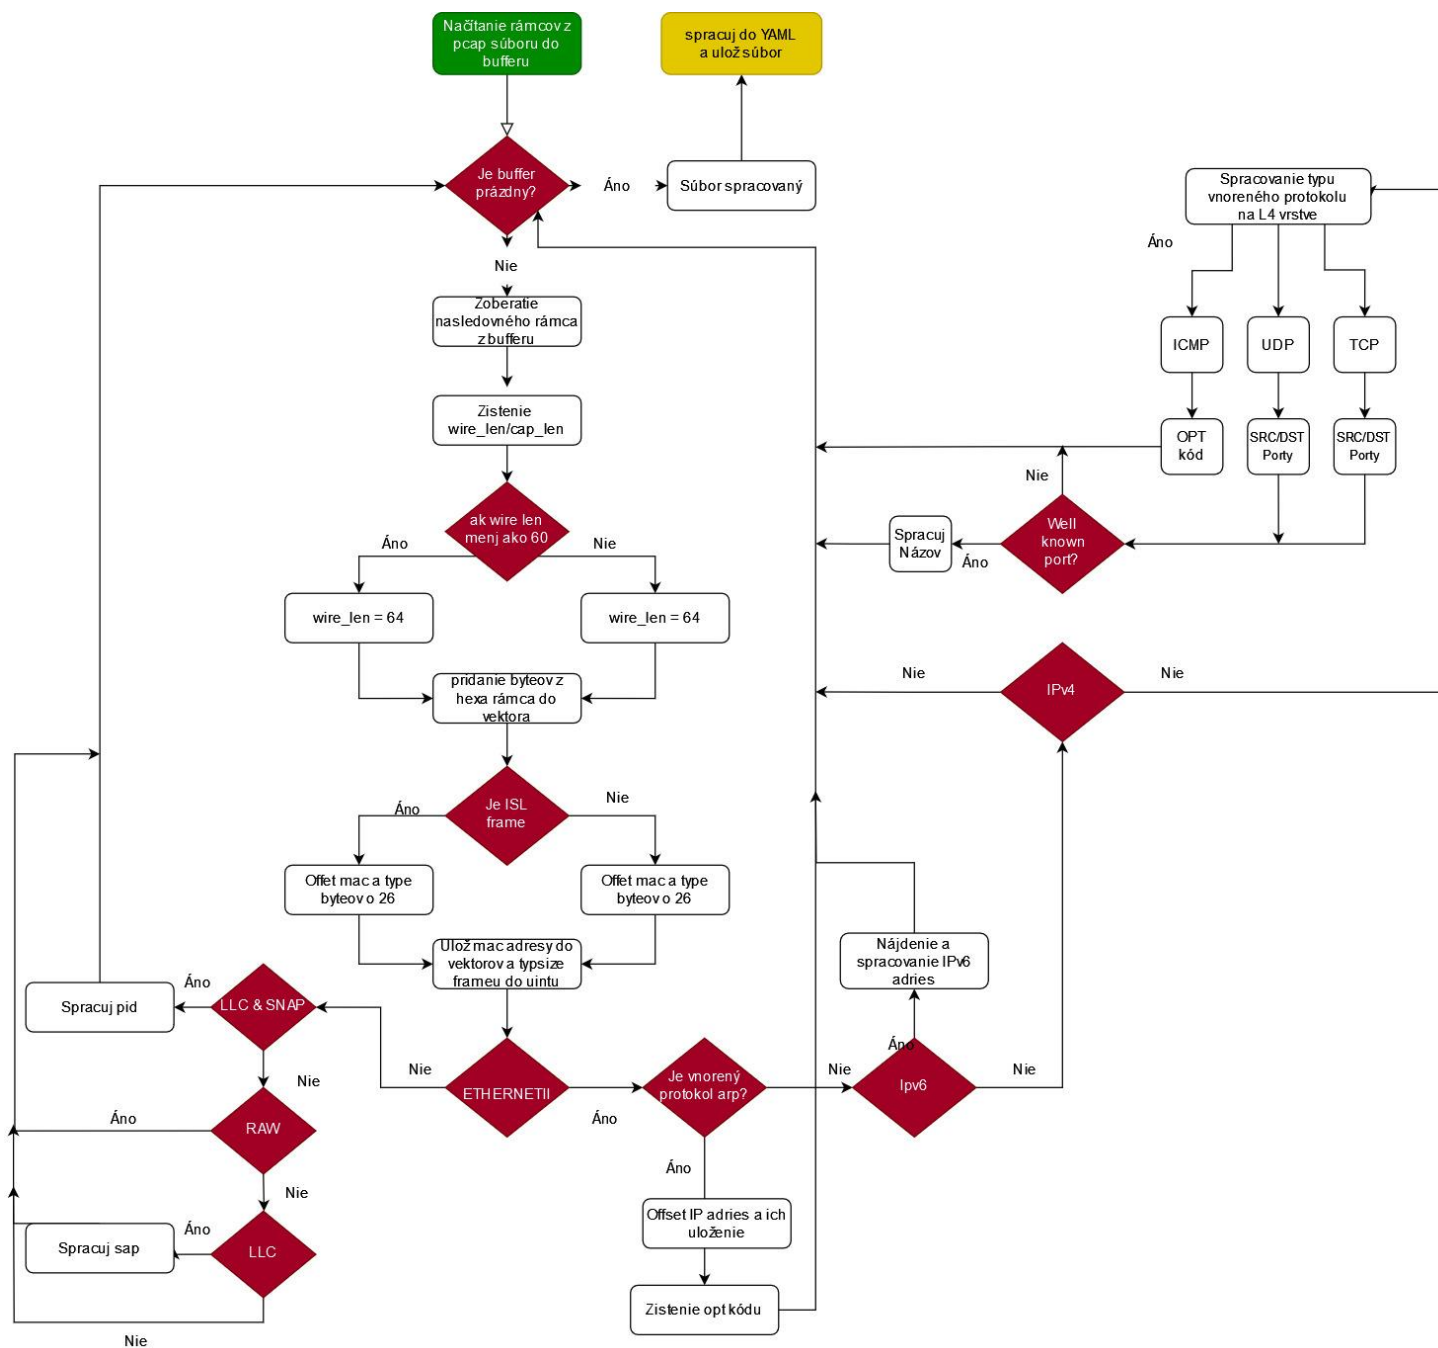 Načítanie rámcov z
pcap súboru do
bufferu
spracuj do YAML
a ulož súbor
Je buffer
prázdny?
Áno
Súbor spracovaný
Nie
Zoberatie
nasledovného rámca
z bufferu
Zistenie
wire_len/cap_len
ak wire len
menj ako 60
Áno
Nie
wire_len = 64
wire_len = 64
pridanie byteov z
hexa rámca do
vektora
Je ISL
frame
Áno
Nie
Offet mac a type
byteov o 26
Offet mac a type
byteov o 26
Ulož mac adresy do
vektorov a typsize
frameu do uintu
ETHERNETII
Nie
Áno
LLC & SNAP
Áno
Spracuj pid
Nie
RAW
Áno
Nie
LLC
Áno
Spracuj sap
Nie
Je vnorený
protokol arp?
Áno
Offset IP adries a ich
uloženie
Zistenie opt kódu
Nie
Ipv6
Áno
Nájdenie a
spracovanie IPv6
adries
Nie
IPv4
Nie
Nie
Spracovanie typu
vnoreného protokolu
na L4 vrstve
Áno
ICMP
UDP
TCP
OPT
kód
SRC/DST
Porty
SRC/DST
Porty
Well
known
port?
Nie
Áno
Spracuj
Názov